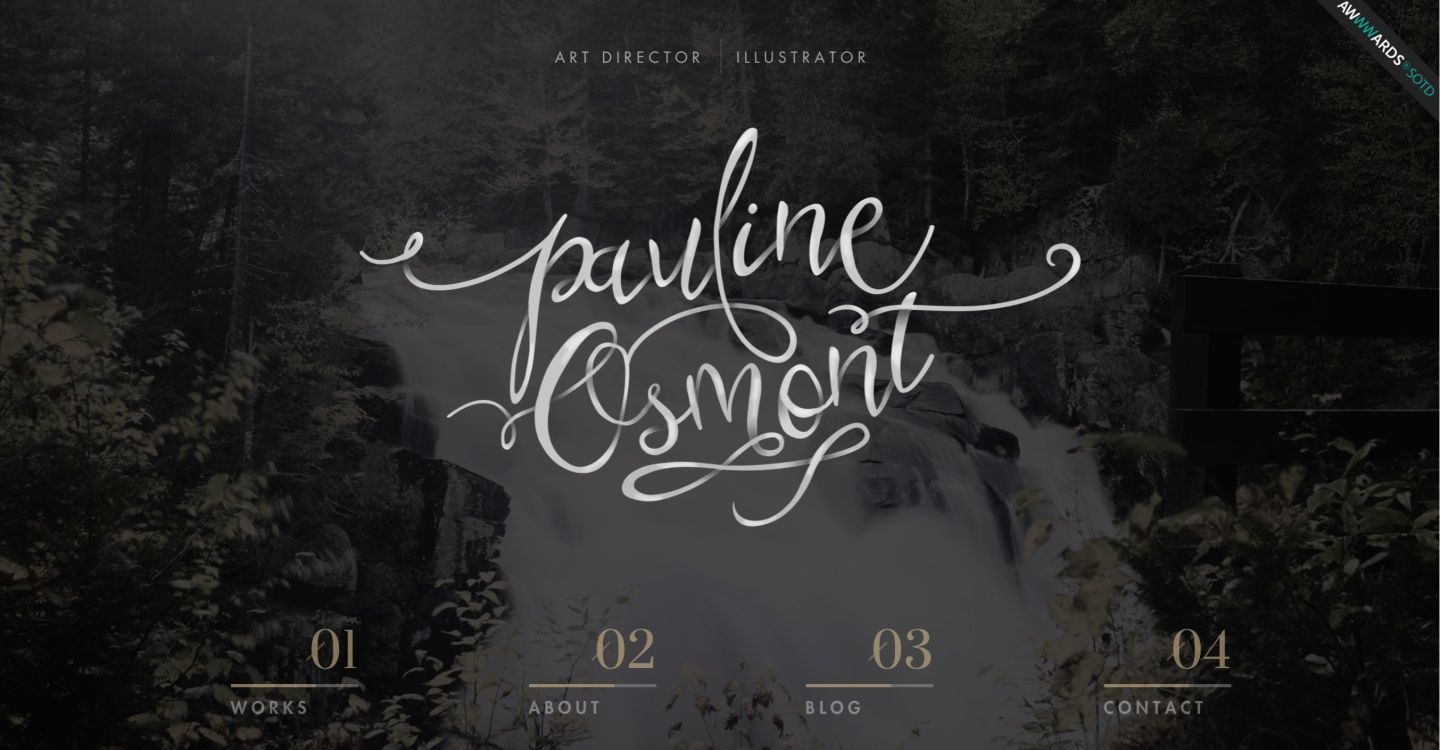 ART DIRECTOR | ILLUSTRATOR
AWWWARDS®SOTD
pauline
Osmont
01 02 03 04
WORKS ABOUT BLOG CONTACT